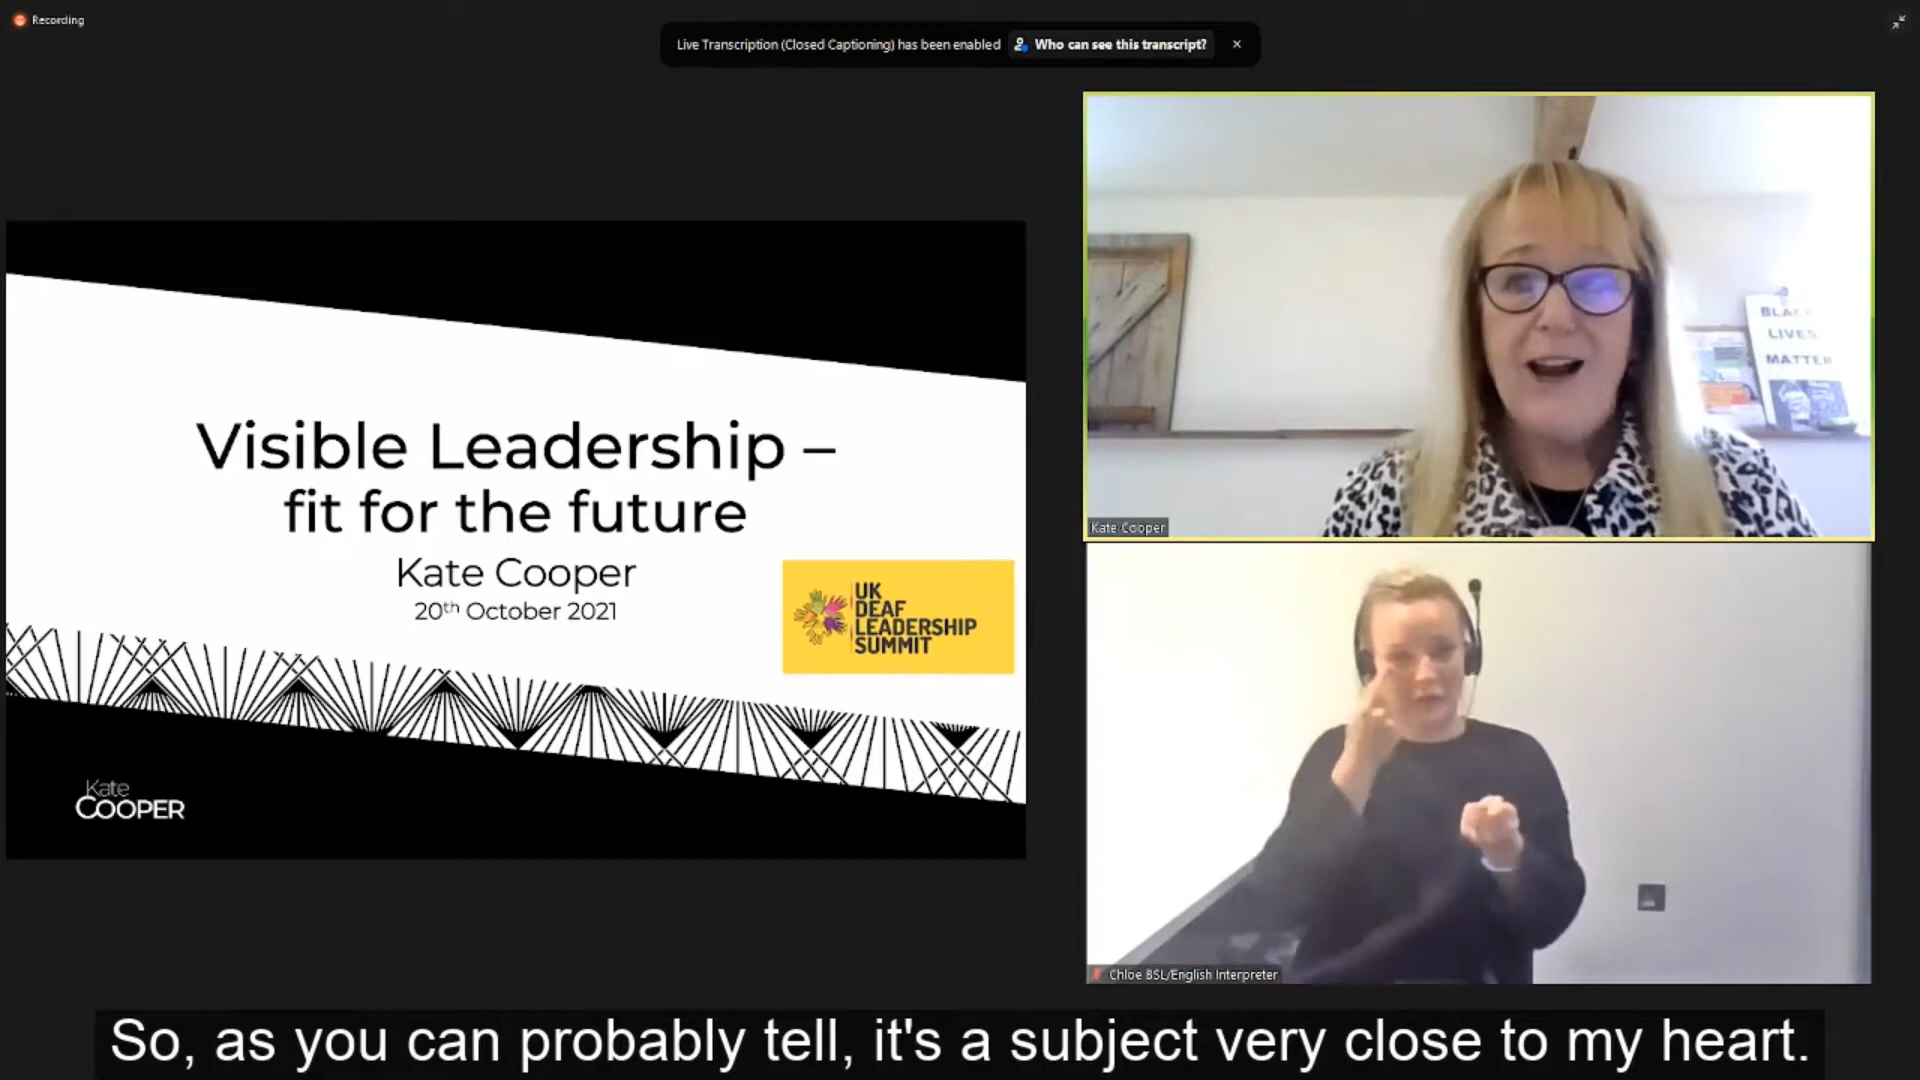 Recording
Live Transcription (Closed Captioning) has been enabled Who can see this transcript?
Visible Leadership –
fit for the future
Kate Cooper
20th October 2021
UK
DEAF
LEADERSHIP
SUMMIT
Kate
COOPER
BLACK
LIVES
MATTER
Kate Cooper
Chloe BSL/English Interpreter
So, as you can probably tell, it's a subject very close to my heart.